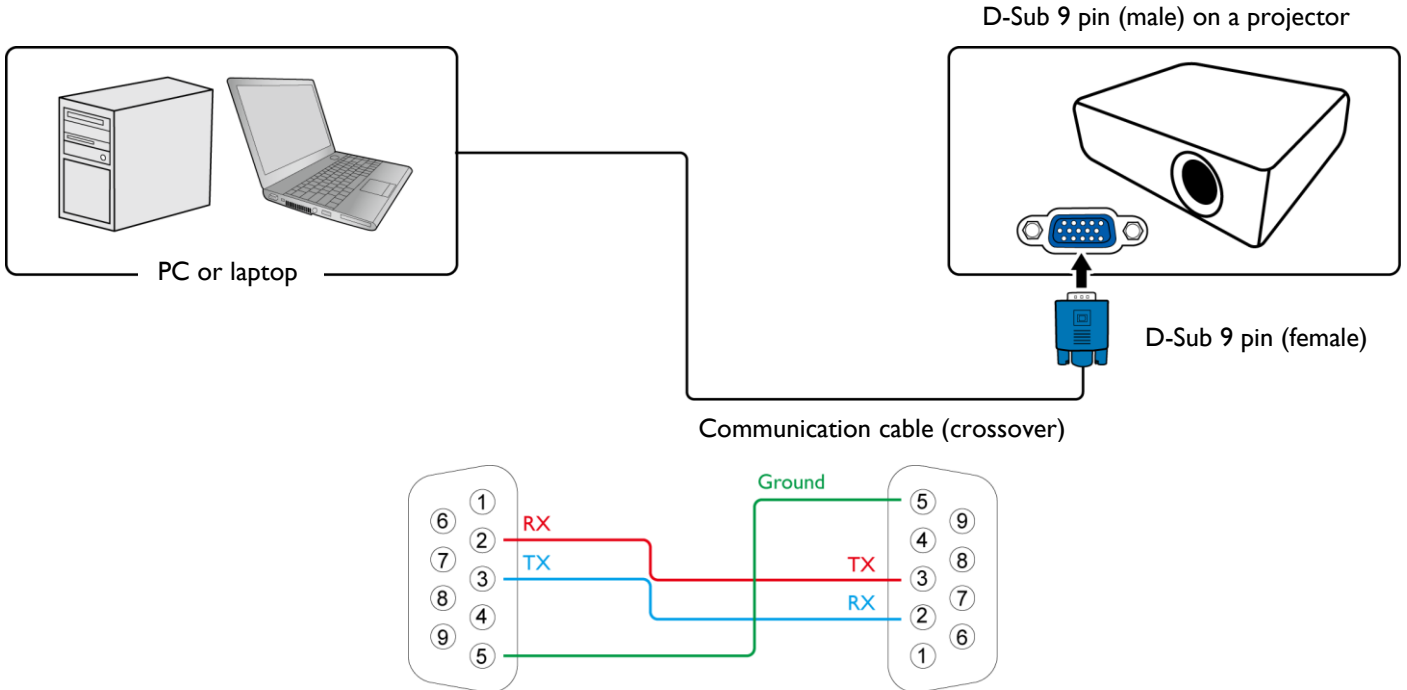 D-Sub 9 pin (male) on a projector
PC or laptop
D-Sub 9 pin (female)
Communication cable (crossover)
Ground
1
6
2
7
3
8
4
9
5
RX
TX
TX
RX
5
9
4
8
3
7
2
6
1